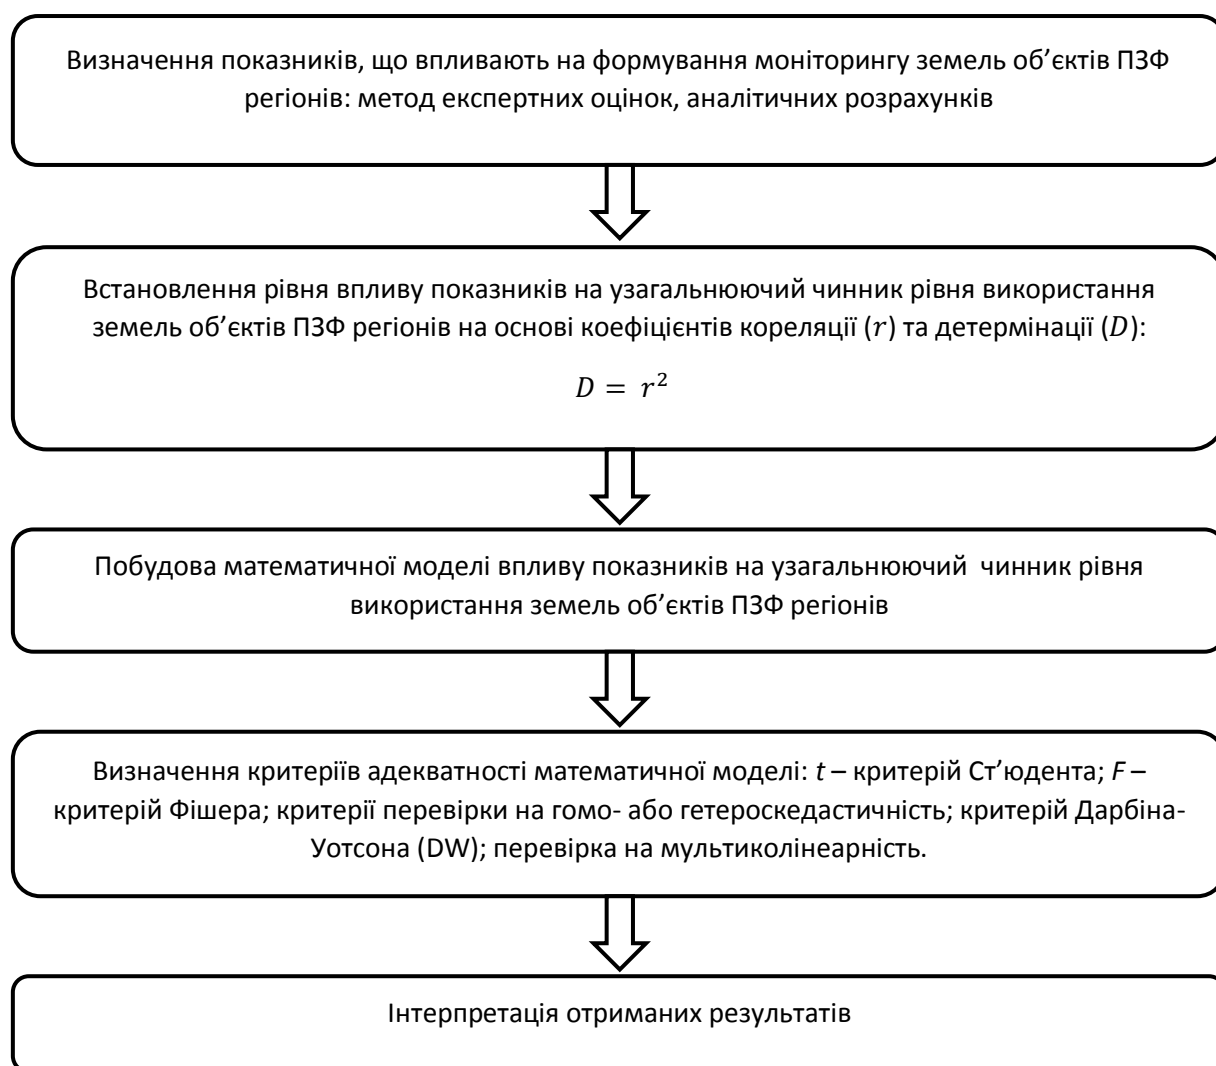 Визначення показників, що впливають на формування моніторингу земель об’єктів ПЗФ
регіонів: метод експертних оцінок, аналітичних розрахунків
Встановлення рівня впливу показників на узагальнюючий чинник рівня використання
земель об’єктів ПЗФ регіонів на основі коефіцієнтів кореляції (r) та детермінації (D):
D = r²
Побудова математичної моделі впливу показників на узагальнюючий чинник рівня
використання земель об’єктів ПЗФ регіонів
Визначення критеріїв адекватності математичної моделі: t – критерій Ст’юдента; F –
критерій Фішера; критерії перевірки на гомо- або гетероскедастичність; критерій Дарбіна-
Уотсона (DW); перевірка на мультиколінеарність.
Інтерпретація отриманих результатів